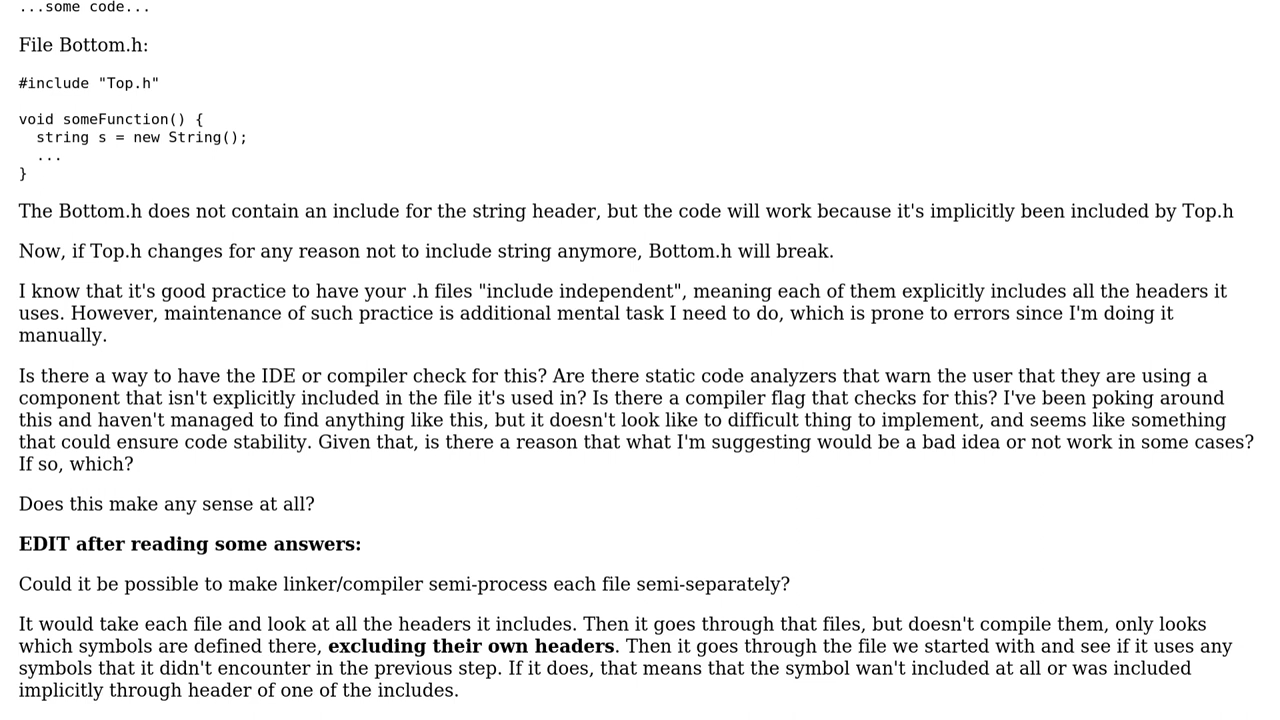 ...some code...
File Bottom.h:
#include "Top.h"
void someFunction() {
  string s = new String();
  ...
}
The Bottom.h does not contain an include for the string header, but the code will work because it's implicitly been included by Top.h
Now, if Top.h changes for any reason not to include string anymore, Bottom.h will break.
I know that it's good practice to have your .h files "include independent", meaning each of them explicitly includes all the headers it
uses. However, maintenance of such practice is additional mental task I need to do, which is prone to errors since I'm doing it
manually.
Is there a way to have the IDE or compiler check for this? Are there static code analyzers that warn the user that they are using a
component that isn't explicitly included in the file it's used in? Is there a compiler flag that checks for this? I've been poking around
this and haven't managed to find anything like this, but it doesn't look like to difficult thing to implement, and seems like something
that could ensure code stability. Given that, is there a reason that what I'm suggesting would be a bad idea or not work in some cases?
If so, which?
Does this make any sense at all?
EDIT after reading some answers:
Could it be possible to make linker/compiler semi-process each file semi-separately?
It would take each file and look at all the headers it includes. Then it goes through that files, but doesn't compile them, only looks
which symbols are defined there, excluding their own headers. Then it goes through the file we started with and see if it uses any
symbols that it didn't encounter in the previous step. If it does, that means that the symbol wan't included at all or was included
implicitly through header of one of the includes.